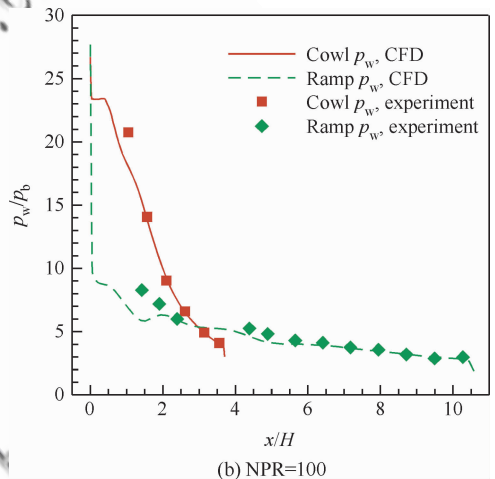 30
25
20
15
10
5
0
p_w/p_b
Cowl p_w, CFD
Ramp p_w, CFD
Cowl p_w, experiment
Ramp p_w, experiment
0 2 4 6 8 10
x/H
(b) NPR=100